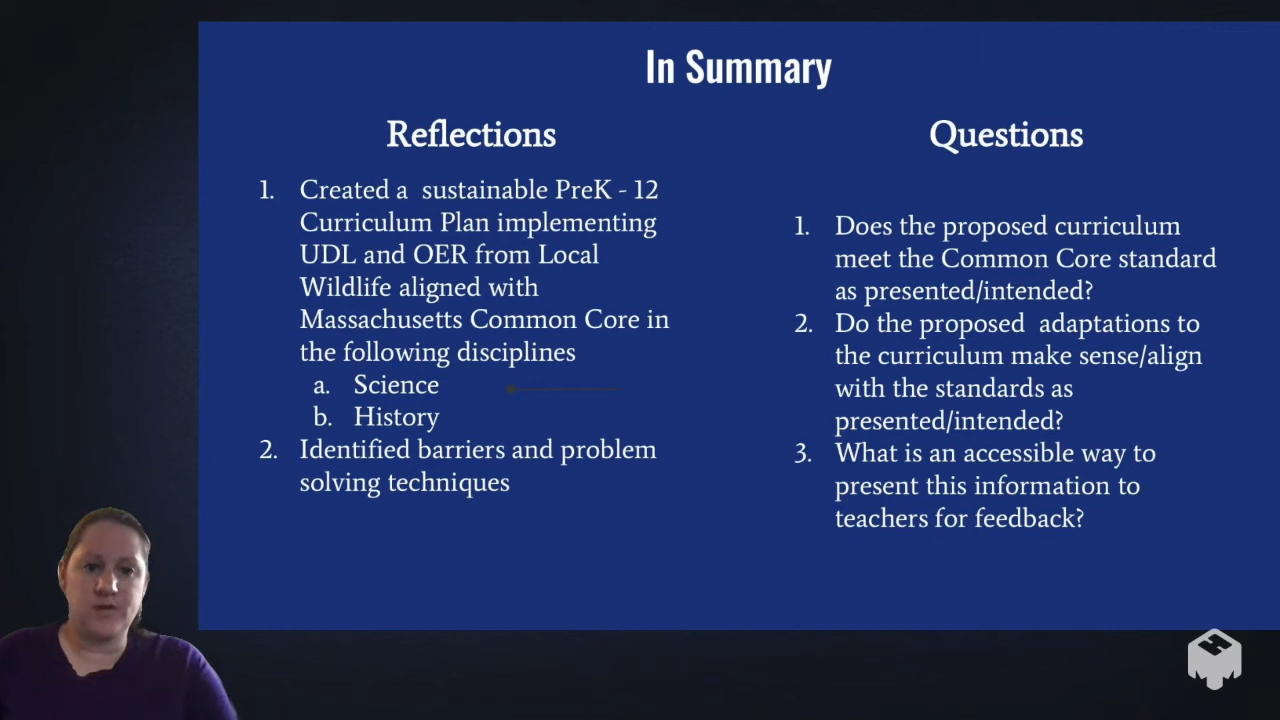 In Summary
Reflections
1. Created a sustainable PreK - 12
Curriculum Plan implementing
UDL and OER from Local
Wildlife aligned with
Massachusetts Common Core in
the following disciplines
a. Science
b. History
2. Identified barriers and problem
solving techniques
Questions
1. Does the proposed curriculum
meet the Common Core standard
as presented/intended?
2. Do the proposed adaptations to
the curriculum make sense/align
with the standards as
presented/intended?
3. What is an accessible way to
present this information to
teachers for feedback?